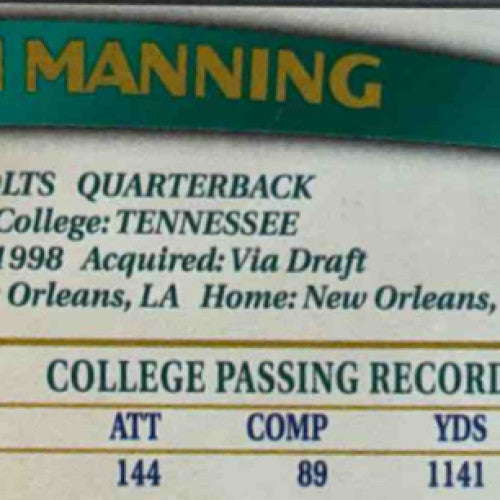 MANNING
QUARTERBACK
College: TENNESSEE
1998 Acquired: Via Draft
Orleans, LA Home: New Orleans,
COLLEGE PASSING RECORD
ATT COMP YDS
144 89 1141